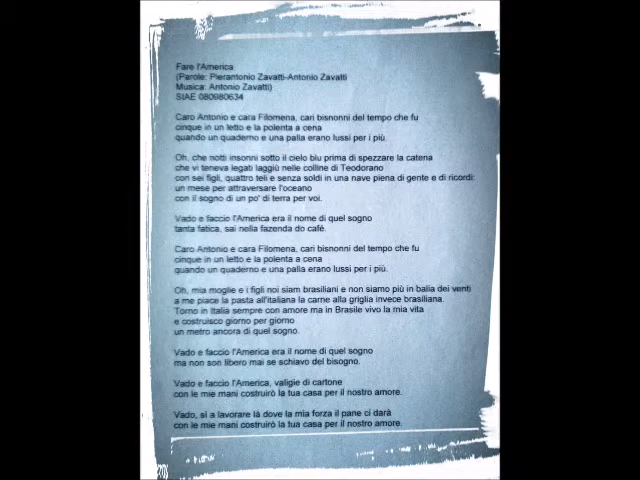 Fare l'America
(Parole: Pierantonio Zavatti-Antonio Zavatti
Musica: Antonio Zavatti)
SIAE 080980634
Caro Antonio e cara Filomena, cari bisnonni del tempo che fu
cinque in un letto e la polenta a cena
quando un quaderno e una palla erano lussi per i più.
Oh, che notti insonni sotto il cielo blu prima di spezzare la catena
che vi teneva legati laggiù nelle colline di Teodorano
con sei figli, quattro teli e senza soldi in una nave piena di gente e di ricordi:
un mese per attraversare l'oceano
con il sogno di un po' di terra per voi.
Vado e faccio l'America era il nome di quel sogno
tanta fatica, sai nella fazenda do café.
Caro Antonio e cara Filomena, cari bisnonni del tempo che fu
cinque in un letto e la polenta a cena
quando un quaderno e una palla erano lussi per i più.
Oh, mia moglie e i figli noi siam brasiliani e non siamo più in balia dei venti
a me piace la pasta all'italiana la carne alla griglia invece brasiliana.
Torno in Italia sempre con amore ma in Brasile vivo la mia vita
e costruisco giorno per giorno
un metro ancora di quel sogno.
Vado e faccio l'America era il nome di quel sogno
ma non son libero mai se schiavo del bisogno.
Vado e faccio l'America, valigie di cartone
con le mie mani costruirò la tua casa per il nostro amore.
Vado, sì a lavorare là dove la mia forza il pane ci darà
con le mie mani costruirò la tua casa per il nostro amore.